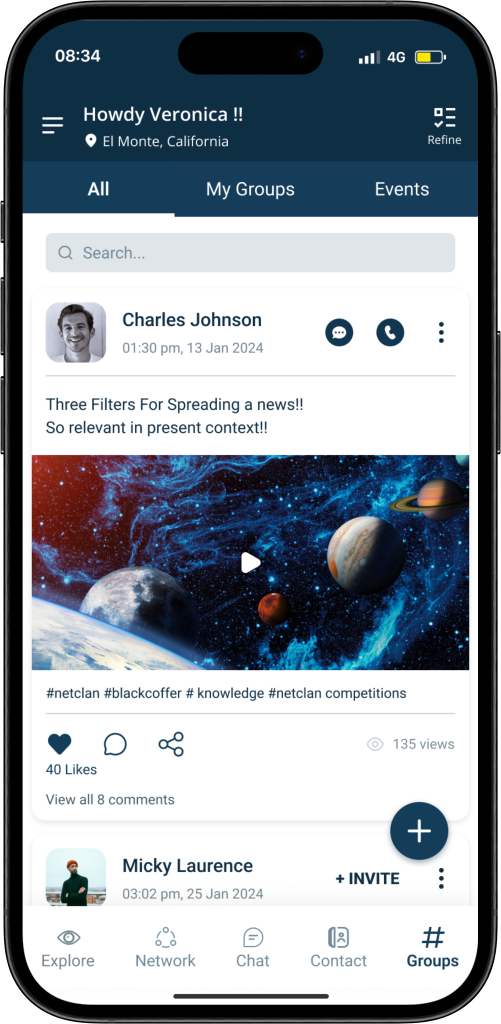 08:34
4G
Howdy Veronica !!
El Monte, California
Refine
All
My Groups
Events
Search...
Charles Johnson
01:30 pm, 13 Jan 2024
Three Filters For Spreading a news!!
So relevant in present context!!
#netclan #blackcoffer # knowledge #netclan competitions
40 Likes
135 views
View all 8 comments
Micky Laurence
03:02 pm, 25 Jan 2024
+ INVITE
Explore
Network
Chat
Contact
Groups